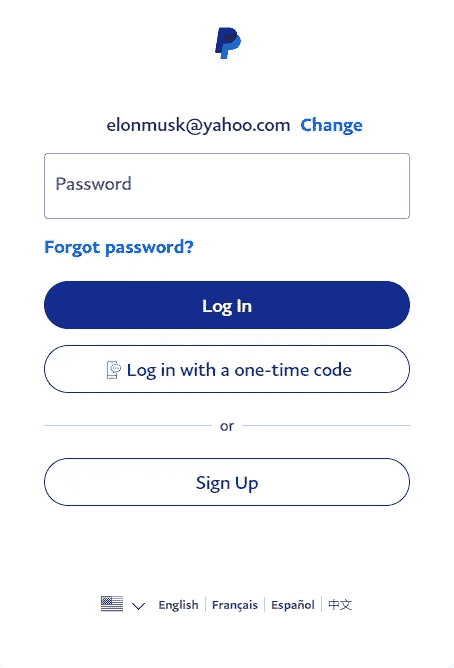 elonmusk@yahoo.com Change
Password
Forgot password?
Log In
Log in with a one-time code
or
Sign Up
English Français Español 中文